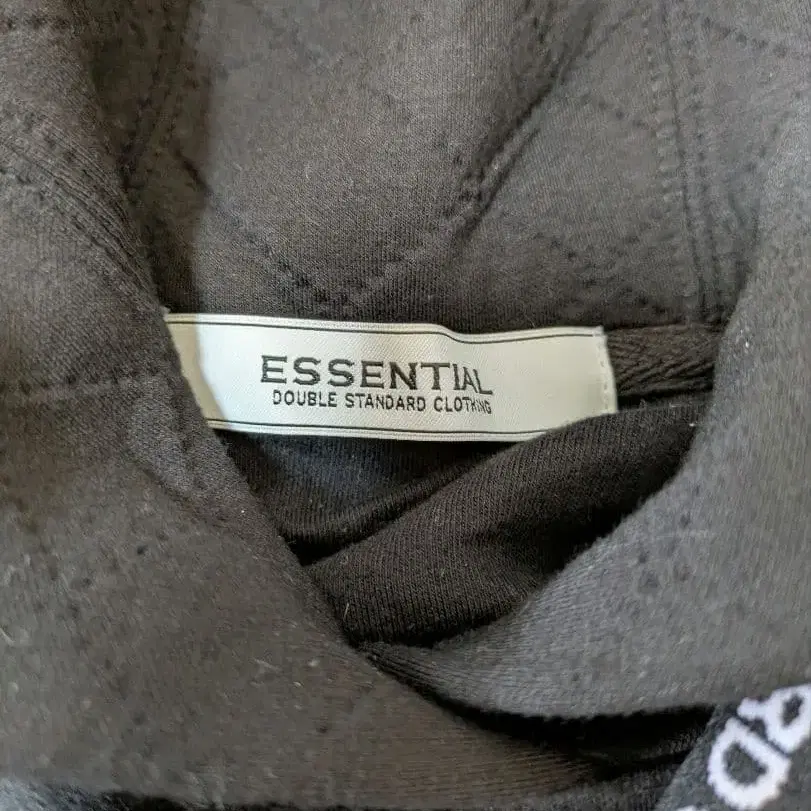 ESSENTIAL
DOUBLE STANDARD CLOTHING